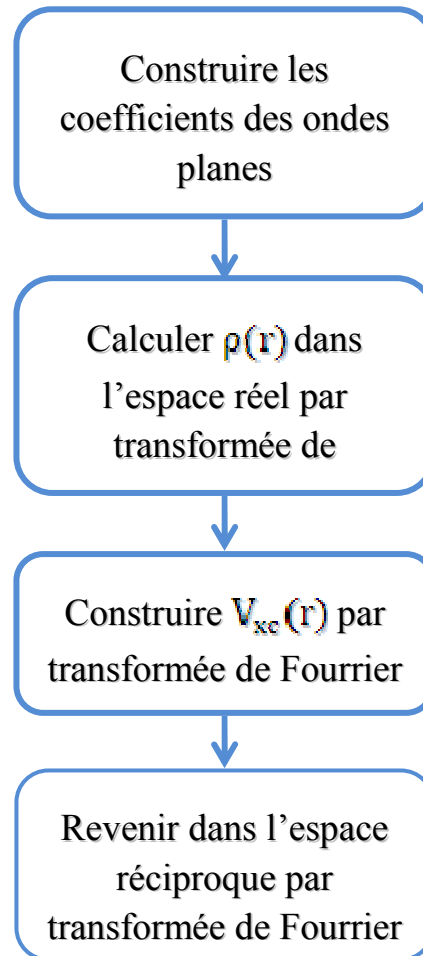 Construire les
coefficients des ondes
planes
Calculer ρ(r) dans
l’espace réel par
transformée de
Construire Vxc(r) par
transformée de Fourrier
Revenir dans l’espace
réciproque par
transformée de Fourrier